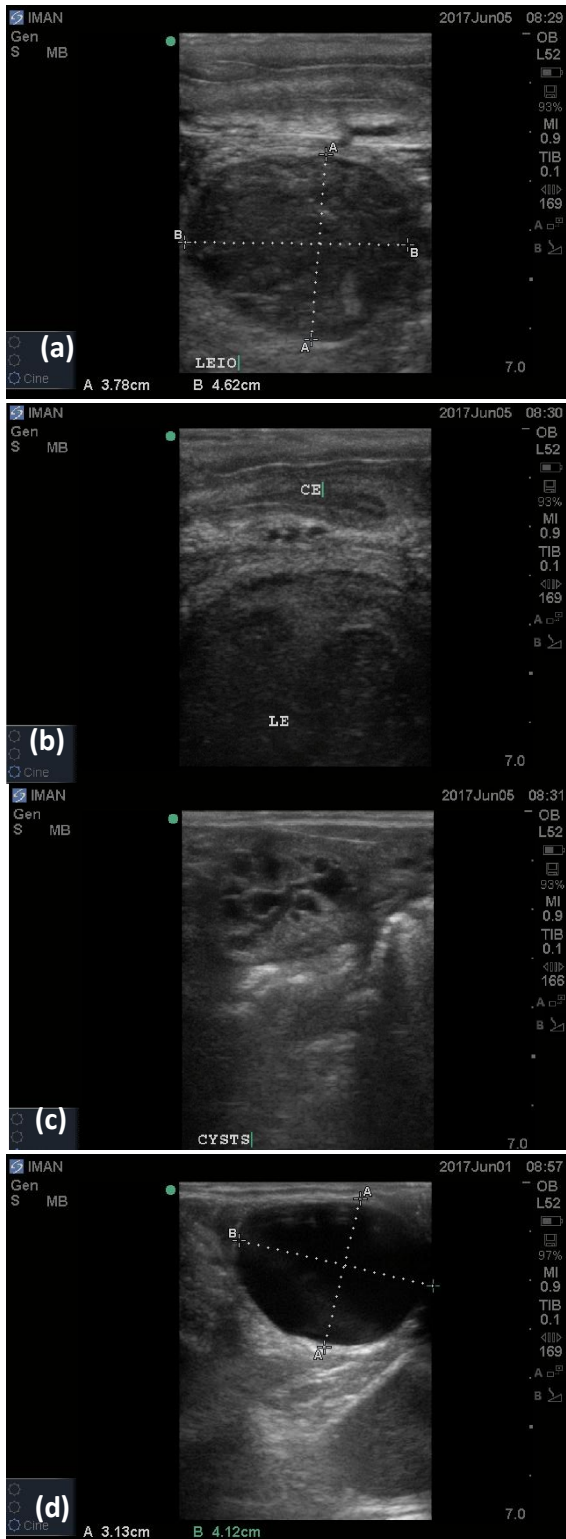 IMAN 2017Jun05 08:29
Gen OB
S MB L52
93%
MI
0.9
TIB
0.1
169
A
B
A
A
B
B
(a)
LEIO
Cine 7.0
A 3.78cm B 4.62cm
IMAN 2017Jun05 08:30
Gen OB
S MB L52
93%
MI
0.9
TIB
0.1
169
A
B
CE
LE
(b)
Cine 7.0
IMAN 2017Jun05 08:31
Gen OB
S MB L52
93%
MI
0.9
TIB
0.1
166
A
B
(c)
CYSTS
7.0
IMAN 2017Jun01 08:57
Gen OB
S MB L52
97%
MI
0.9
TIB
0.1
169
A
B
A
B
A
(d)
Cine 7.0
A 3.13cm B 4.12cm